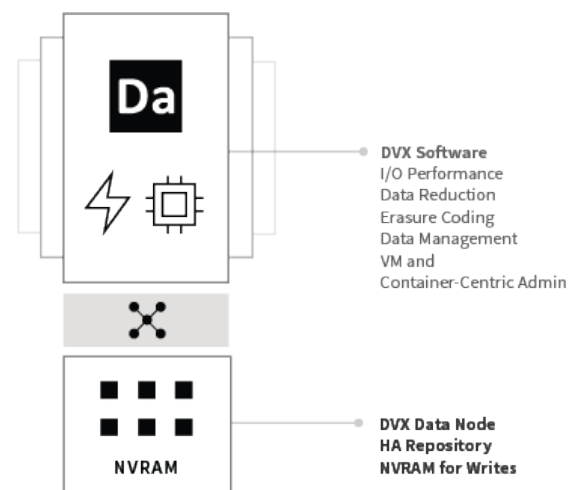 Da
DVX Software
I/O Performance
Data Reduction
Erasure Coding
Data Management
VM and
Container-Centric Admin
NVRAM
DVX Data Node
HA Repository
NVRAM for Writes